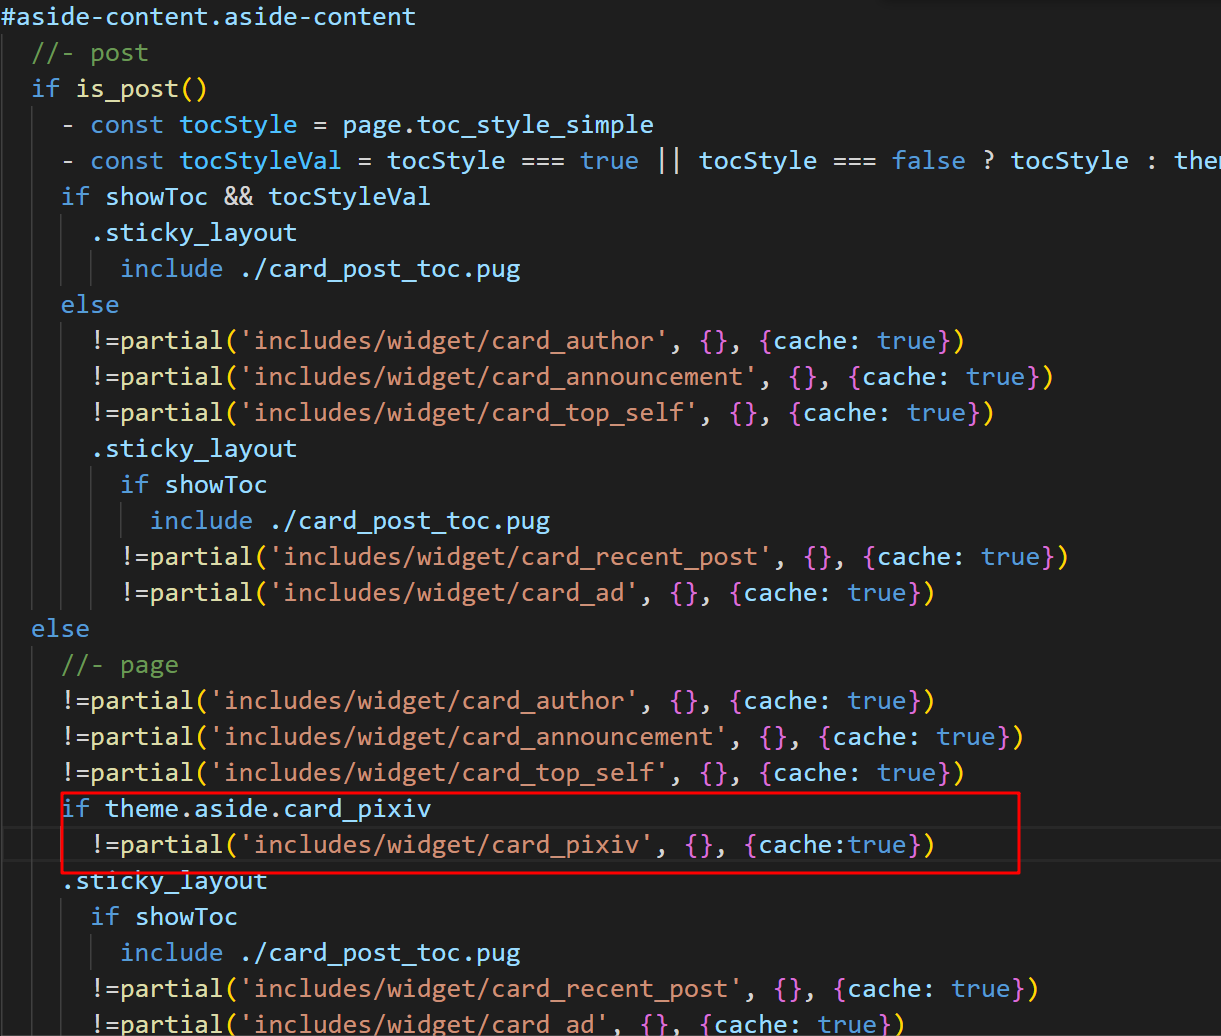 #aside-content.aside-content
  //- post
  if is_post()
    - const tocStyle = page.toc_style_simple
    - const tocStyleVal = tocStyle === true || tocStyle === false ? tocStyle :
    if showToc && tocStyleVal
      .sticky_layout
        include ./card_post_toc.pug
    else
      !=partial('includes/widget/card_author', {}, {cache: true})
      !=partial('includes/widget/card_announcement', {}, {cache: true})
      !=partial('includes/widget/card_top_self', {}, {cache: true})
      .sticky_layout
        if showToc
          include ./card_post_toc.pug
        !=partial('includes/widget/card_recent_post', {}, {cache: true})
        !=partial('includes/widget/card_ad', {}, {cache: true})
  else
    //- page
    !=partial('includes/widget/card_author', {}, {cache: true})
    !=partial('includes/widget/card_announcement', {}, {cache: true})
    !=partial('includes/widget/card_top_self', {}, {cache: true})
    if theme.aside.card_pixiv
      !=partial('includes/widget/card_pixiv', {}, {cache:true})
    .sticky_layout
      if showToc
        include ./card_post_toc.pug
      !=partial('includes/widget/card_recent_post', {}, {cache: true})
      !=partial('includes/widget/card_ad', {}, {cache: true})